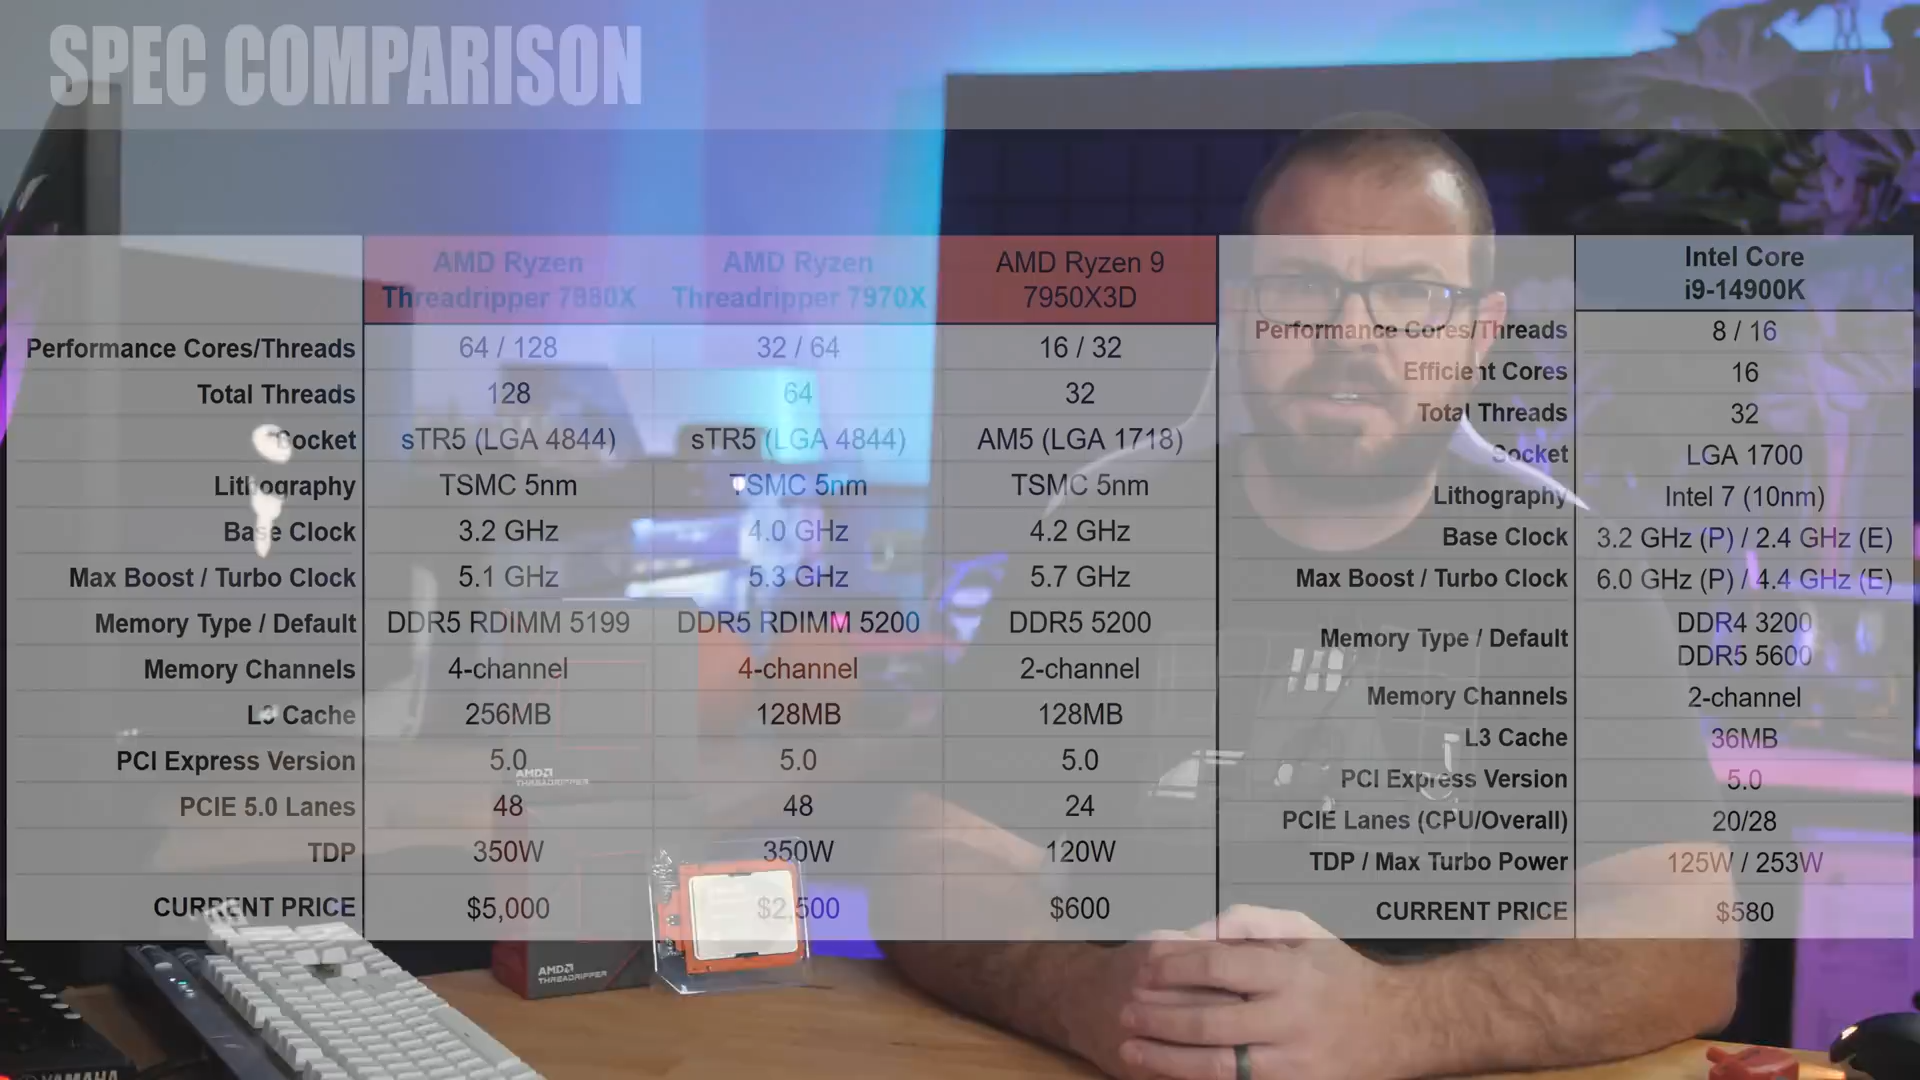 SPEC COMPARISON
AMD Ryzen Threadripper 7980X
AMD Ryzen Threadripper 7970X
AMD Ryzen 9 7950X3D
Performance Cores/Threads 64 / 128 32 / 64 16 / 32
Total Threads 128 64 32
Socket sTR5 (LGA 4844) sTR5 (LGA 4844) AM5 (LGA 1718)
Lithography TSMC 5nm TSMC 5nm TSMC 5nm
Base Clock 3.2 GHz 4.0 GHz 4.2 GHz
Max Boost / Turbo Clock 5.1 GHz 5.3 GHz 5.7 GHz
Memory Type / Default DDR5 RDIMM 5199 DDR5 RDIMM 5200 DDR5 5200
Memory Channels 4-channel 4-channel 2-channel
L3 Cache 256MB 128MB 128MB
PCI Express Version 5.0 5.0 5.0
PCIE 5.0 Lanes 48 48 24
TDP 350W 350W 120W
CURRENT PRICE $5,000 $2,500 $600
Intel Core
i9-14900K
Performance Cores/Threads 8 / 16
Efficient Cores 16
Total Threads 32
Socket LGA 1700
Lithography Intel 7 (10nm)
Base Clock 3.2 GHz (P) / 2.4 GHz (E)
Max Boost / Turbo Clock 6.0 GHz (P) / 4.4 GHz (E)
Memory Type / Default DDR4 3200
DDR5 5600
Memory Channels 2-channel
L3 Cache 36MB
PCI Express Version 5.0
PCIE Lanes (CPU/Overall) 20/28
TDP / Max Turbo Power 125W / 253W
CURRENT PRICE $580
AMD
THREADRIPPER
AMD
THREADRIPPER
YAMAHA